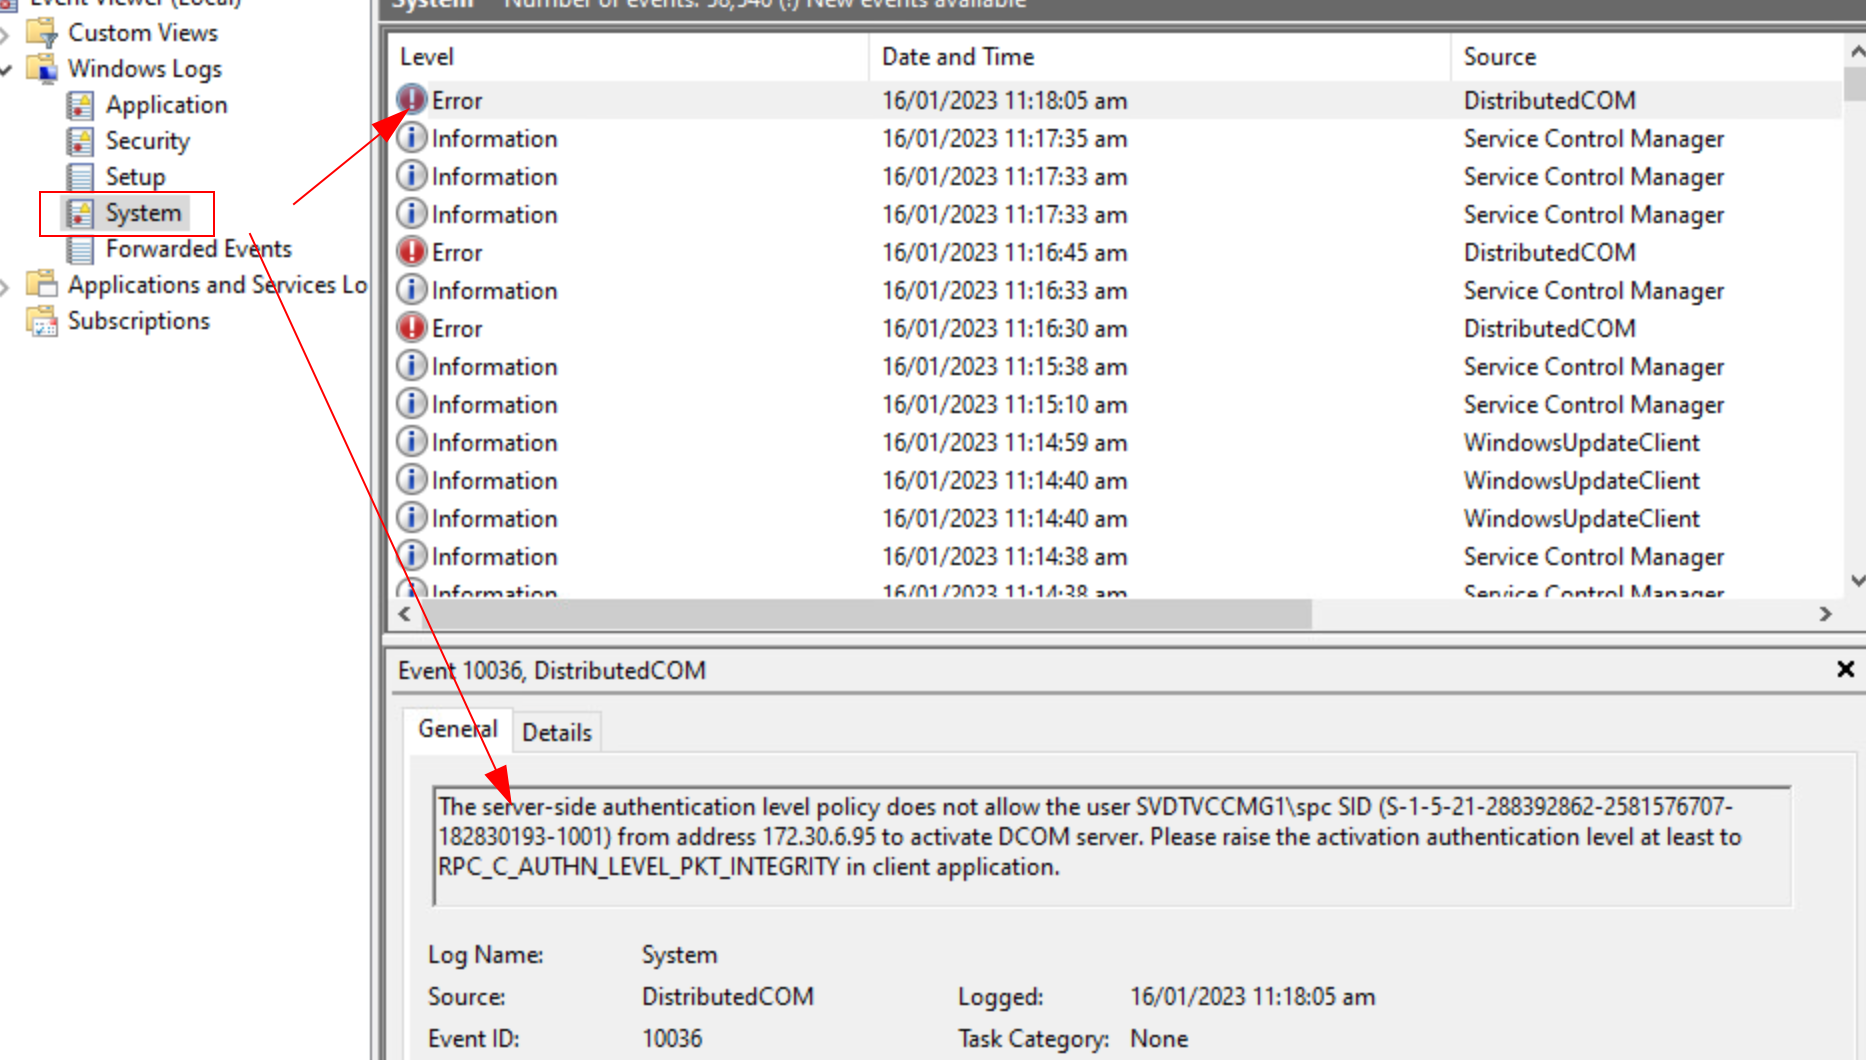 Event Viewer (Local)
Custom Views
Windows Logs
Application
Security
Setup
System
Forwarded Events
Applications and Services Lo
Subscriptions
System Number of events: (!) New events available
Level Date and Time Source
Error 16/01/2023 11:18:05 am DistributedCOM
Information 16/01/2023 11:17:35 am Service Control Manager
Information 16/01/2023 11:17:33 am Service Control Manager
Information 16/01/2023 11:17:33 am Service Control Manager
Error 16/01/2023 11:16:45 am DistributedCOM
Information 16/01/2023 11:16:33 am Service Control Manager
Error 16/01/2023 11:16:30 am DistributedCOM
Information 16/01/2023 11:15:38 am Service Control Manager
Information 16/01/2023 11:15:10 am Service Control Manager
Information 16/01/2023 11:14:59 am WindowsUpdateClient
Information 16/01/2023 11:14:40 am WindowsUpdateClient
Information 16/01/2023 11:14:40 am WindowsUpdateClient
Information 16/01/2023 11:14:38 am Service Control Manager
Information 16/01/2023 11:14:38 am Service Control Manager
Event 10036, DistributedCOM
General Details
The server-side authentication level policy does not allow the user SVDTVCCMG1\spc SID (S-1-5-21-288392862-2581576707-
182830193-1001) from address 172.30.6.95 to activate DCOM server. Please raise the activation authentication level at least to
RPC_C_AUTHN_LEVEL_PKT_INTEGRITY in client application.
Log Name: System
Source: DistributedCOM Logged: 16/01/2023 11:18:05 am
Event ID: 10036 Task Category: None